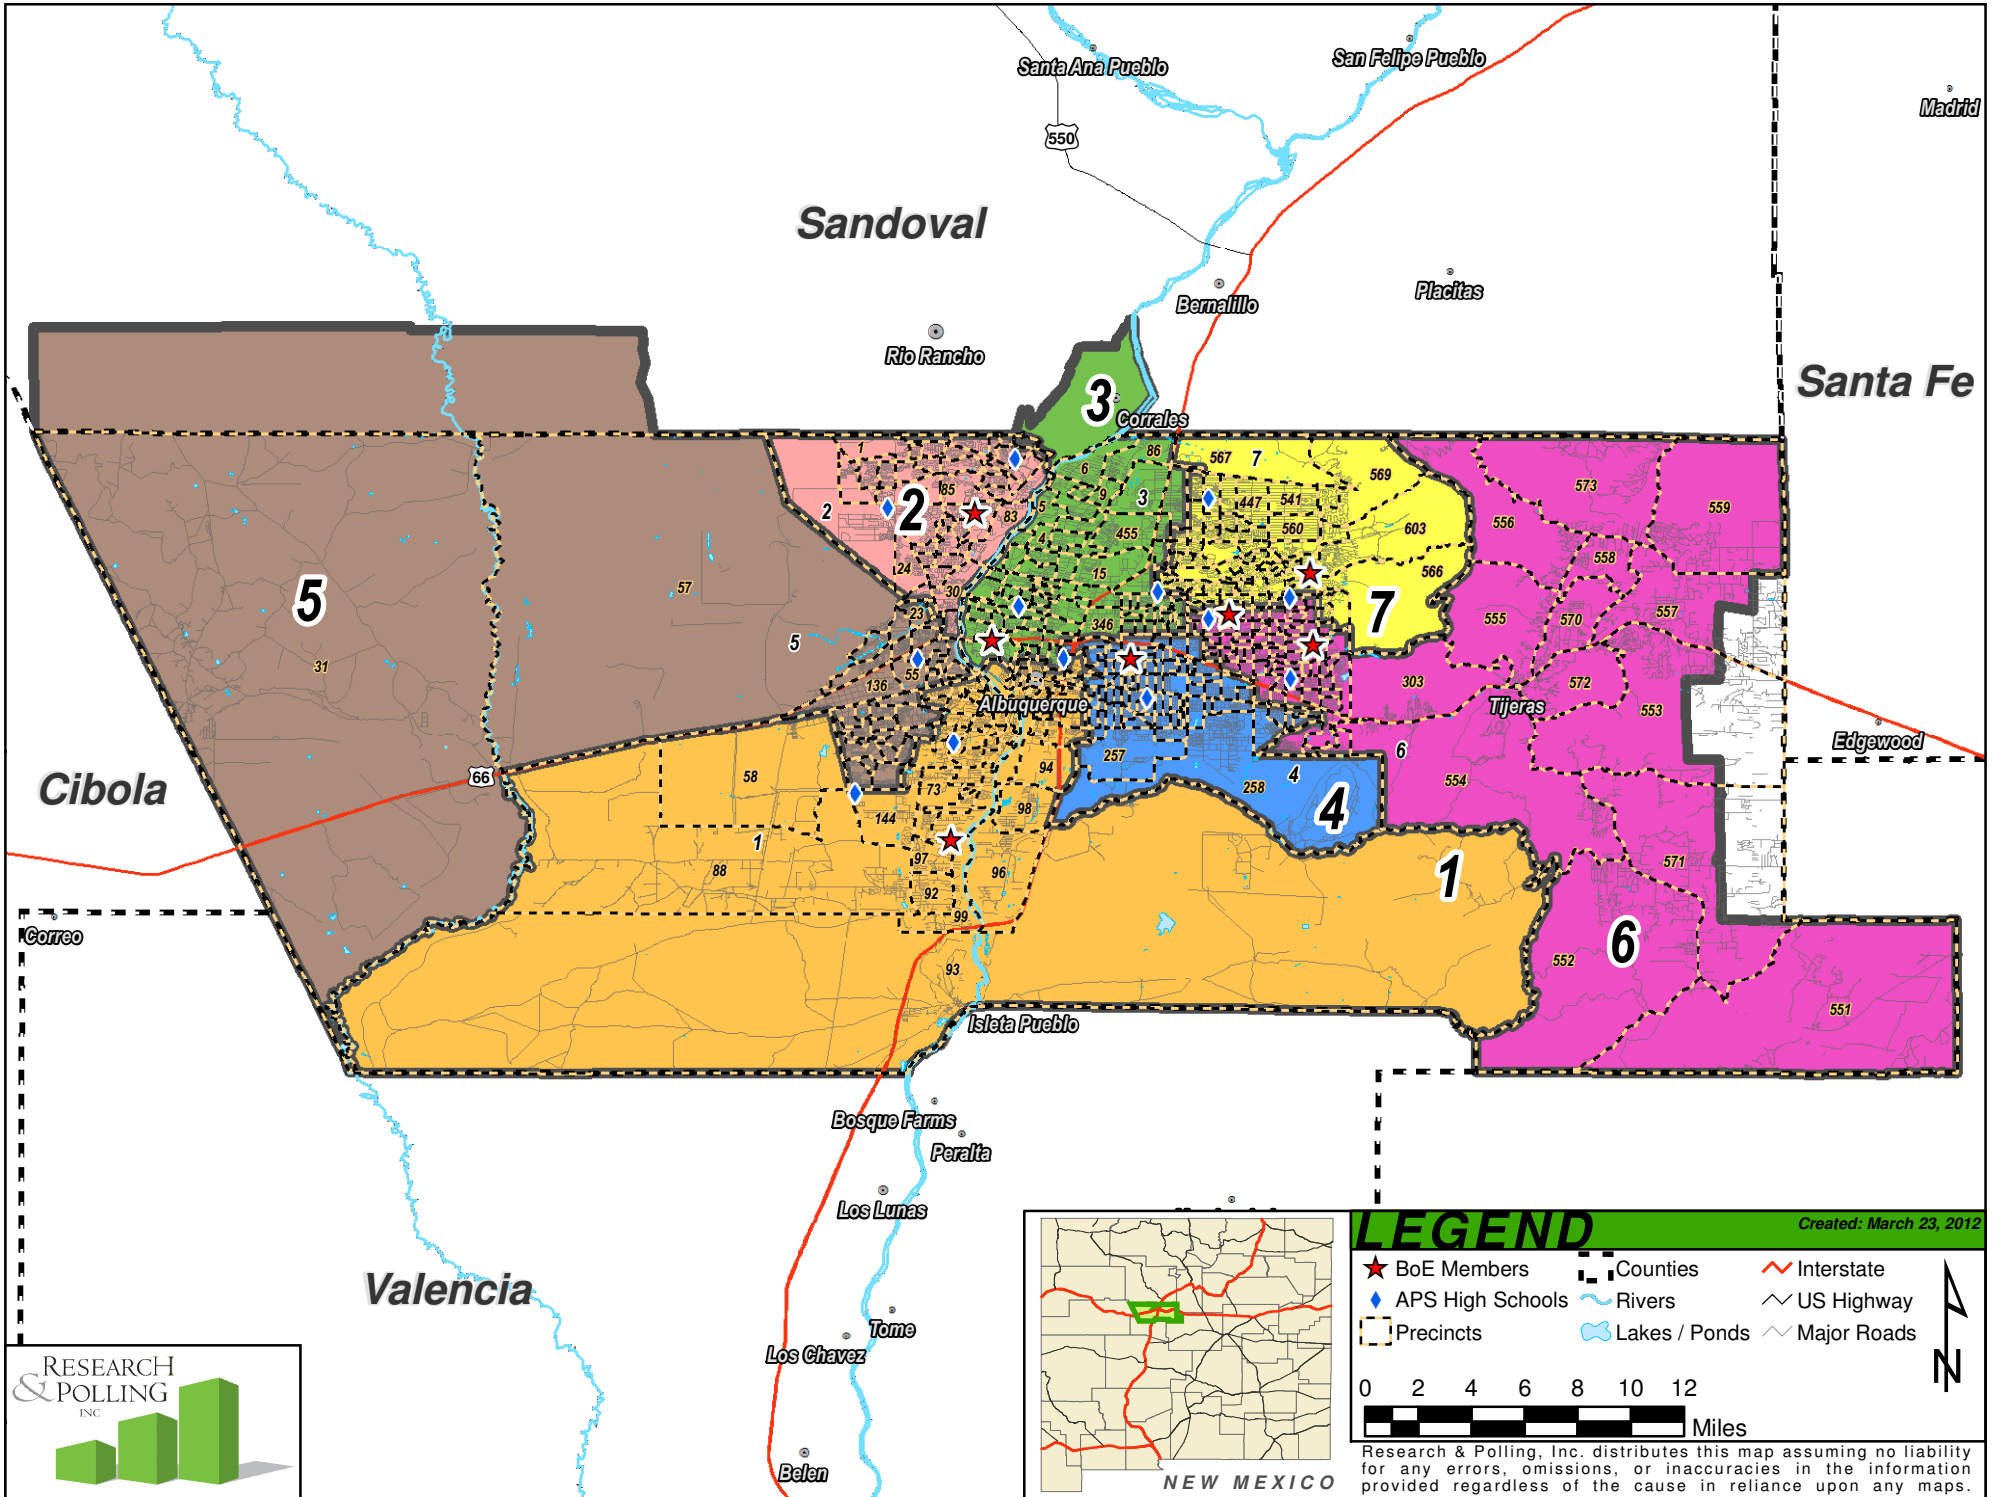 Santa Ana Pueblo
San Felipe Pueblo
Madrid
550
Sandoval
Placitas
Bernalillo
Rio Rancho
Santa Fe
3
Corrales
1
6
86
567
7
569
573
559
2
2
85
83
5
9
3
447
541
560
603
556
4
455
24
15
566
558
5
57
30
23
346
7
555
570
557
5
31
136
55
303
572
Albuquerque
Tijeras
553
Edgewood
Cibola
66
58
94
257
4
6
554
73
258
98
4
144
1
88
97
96
1
571
92
99
Correo
93
552
6
551
Isleta Pueblo
Bosque Farms
Peralta
Los Lunas
Valencia
Tome
Los Chavez
Belen
RESEARCH
& POLLING
INC
NEW MEXICO
LEGEND
Created: March 23, 2012
BoE Members
Counties
Interstate
APS High Schools
Rivers
US Highway
Precincts
Lakes / Ponds
Major Roads
N
0 2 4 6 8 10 12
Miles
Research & Polling, Inc. distributes this map assuming no liability
for any errors, omissions, or inaccuracies in the information
provided regardless of the cause in reliance upon any maps.